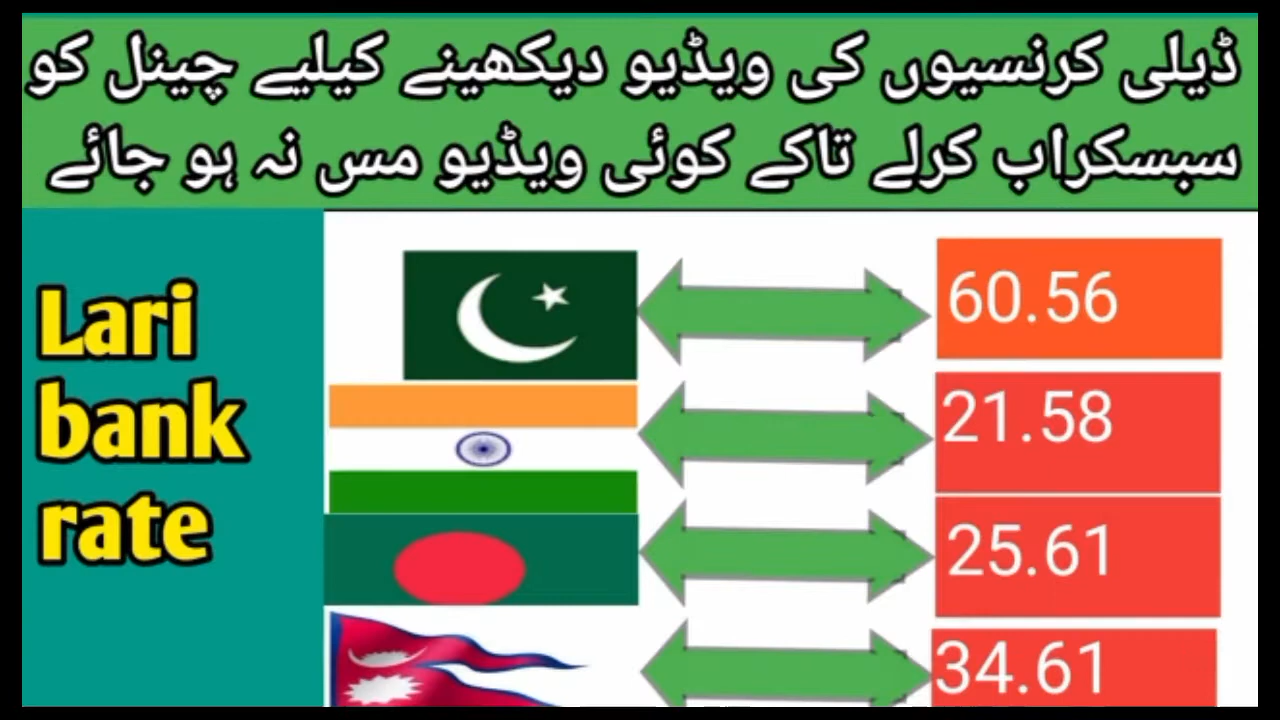 ڈیلی کرنسیوں کی ویڈیو دیکھینے کیلیے چینل کو
سبسکراب کرلے تاکے کوئی ویڈیو مس نہ ہو جائے
Lari
bank
rate
60.56
21.58
25.61
34.61